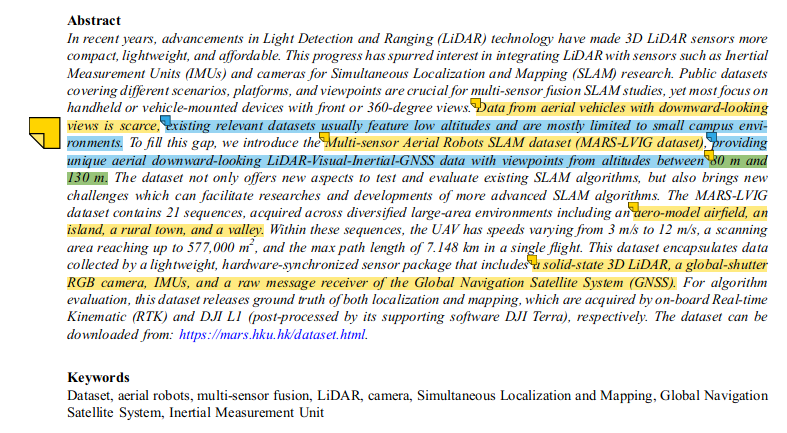 Abstract
In recent years, advancements in Light Detection and Ranging (LiDAR) technology have made 3D LiDAR sensors more
compact, lightweight, and affordable. This progress has spurred interest in integrating LiDAR with sensors such as Inertial
Measurement Units (IMUs) and cameras for Simultaneous Localization and Mapping (SLAM) research. Public datasets
covering different scenarios, platforms, and viewpoints are crucial for multi-sensor fusion SLAM studies, yet most focus on
handheld or vehicle-mounted devices with front or 360-degree views. Data from aerial vehicles with downward-looking
views is scarce, existing relevant datasets usually feature low altitudes and are mostly limited to small campus envi-
ronments. To fill this gap, we introduce the Multi-sensor Aerial Robots SLAM dataset (MARS-LVIG dataset), providing
unique aerial downward-looking LiDAR-Visual-Inertial-GNSS data with viewpoints from altitudes between 80 m and
130 m. The dataset not only offers new aspects to test and evaluate existing SLAM algorithms, but also brings new
challenges which can facilitate researches and developments of more advanced SLAM algorithms. The MARS-LVIG
dataset contains 21 sequences, acquired across diversified large-area environments including an aero-model airfield, an
island, a rural town, and a valley. Within these sequences, the UAV has speeds varying from 3 m/s to 12 m/s, a scanning
area reaching up to 577,000 m², and the max path length of 7.148 km in a single flight. This dataset encapsulates data
collected by a lightweight, hardware-synchronized sensor package that includes a solid-state 3D LiDAR, a global-shutter
RGB camera, IMUs, and a raw message receiver of the Global Navigation Satellite System (GNSS). For algorithm
evaluation, this dataset releases ground truth of both localization and mapping, which are acquired by on-board Real-time
Kinematic (RTK) and DJI L1 (post-processed by its supporting software DJI Terra), respectively. The dataset can be
downloaded from: https://mars.hku.hk/dataset.html.
Keywords
Dataset, aerial robots, multi-sensor fusion, LiDAR, camera, Simultaneous Localization and Mapping, Global Navigation
Satellite System, Inertial Measurement Unit